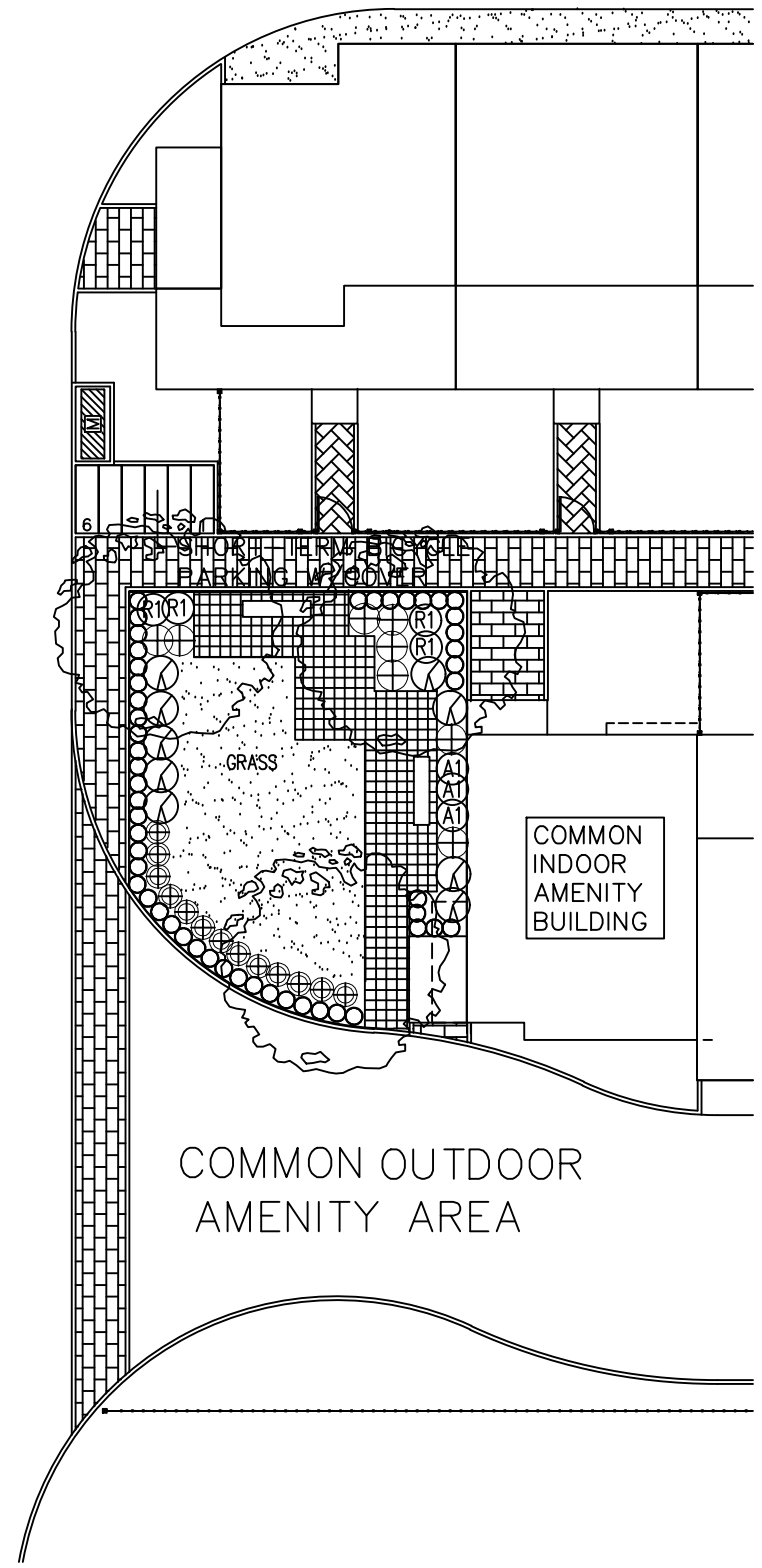 M
6
SHORT-TERM BICYCLE
PARKING W/COVER
R1 R1
R1
R1
GRASS
A1
A1
A1
COMMON
INDOOR
AMENITY
BUILDING
COMMON OUTDOOR
AMENITY AREA